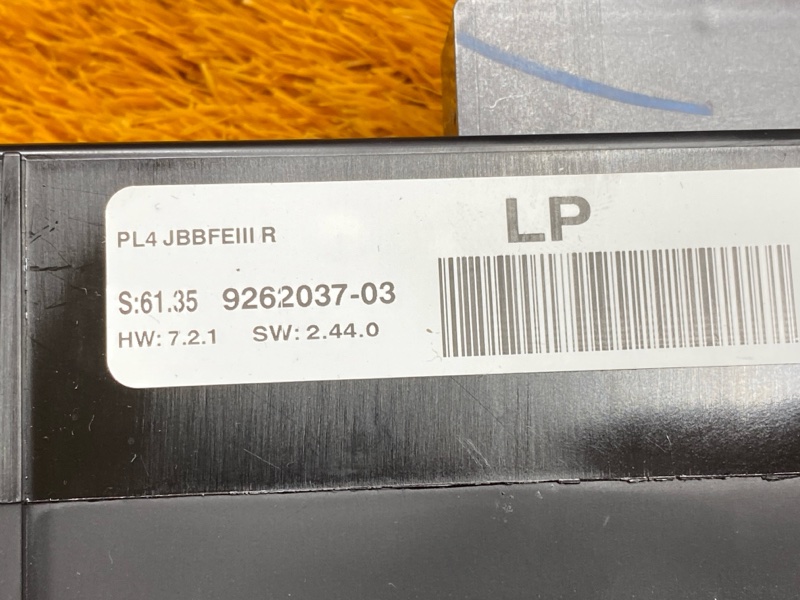 LP
PL4 JBBFEIII R
S:61.35 9262037-03
HW: 7.2.1 SW: 2.44.0